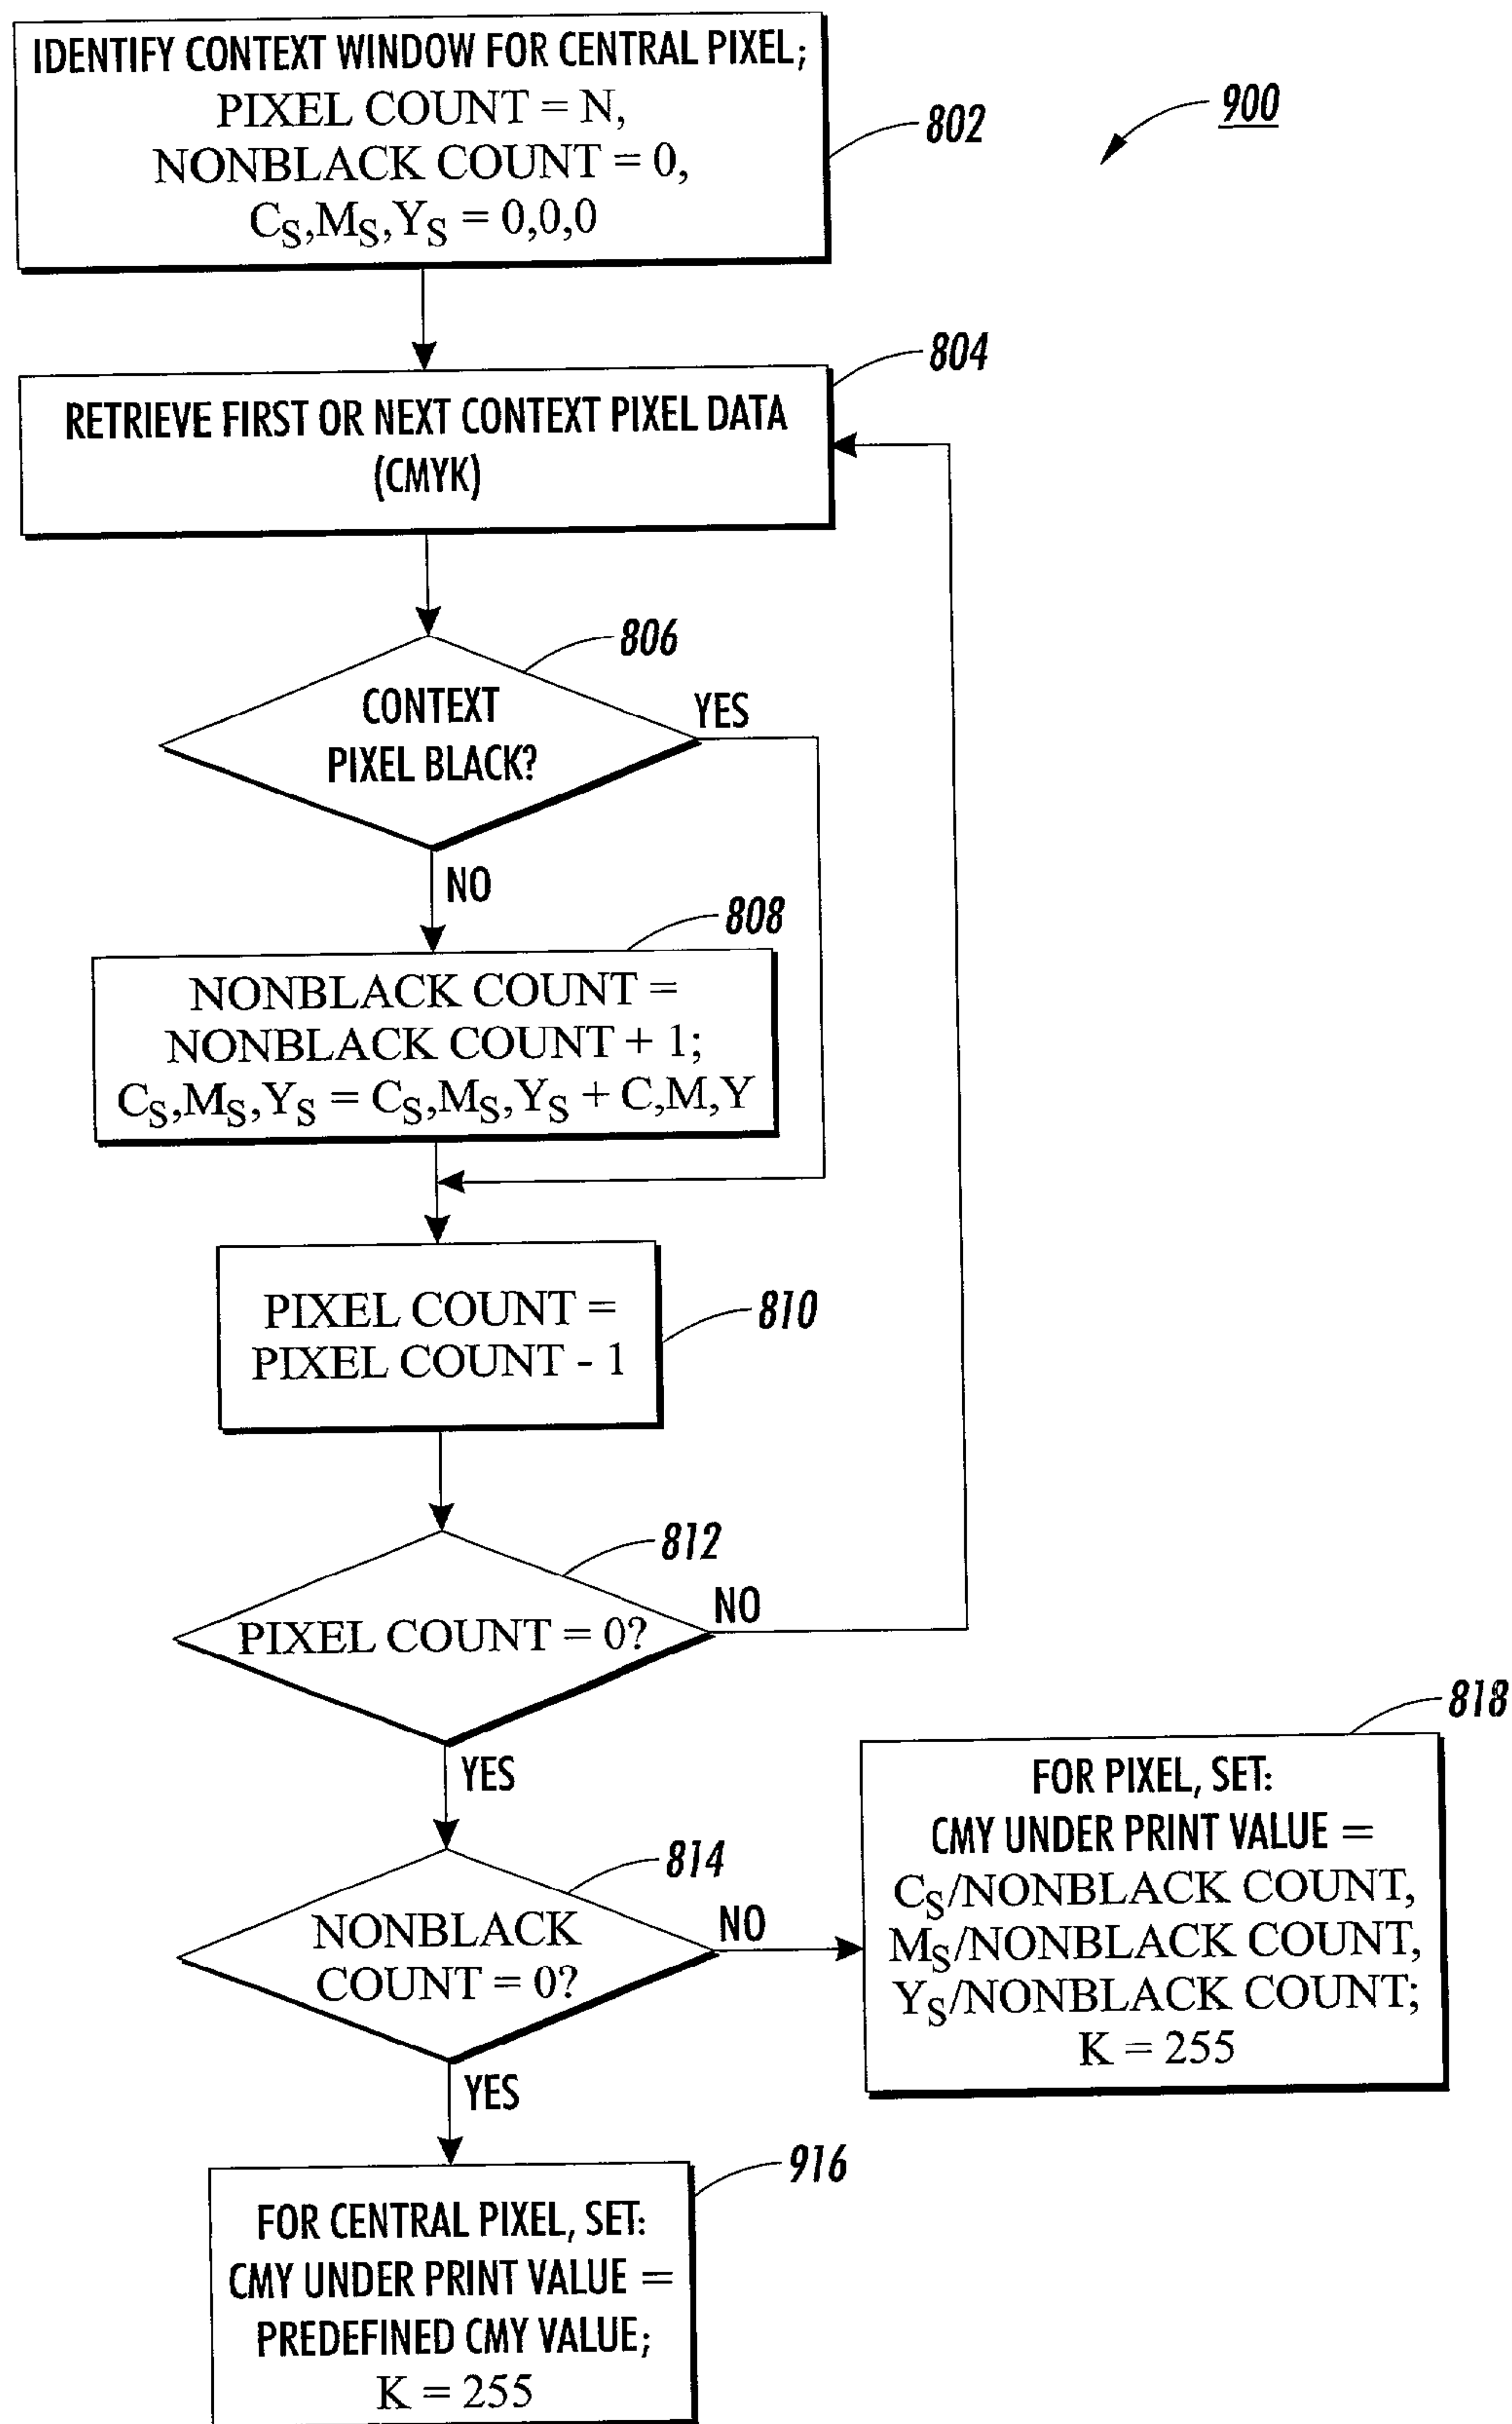 IDENTIFY CONTEXT WINDOW FOR CENTRAL PIXEL;
PIXEL COUNT = N,
NONBLACK COUNT = 0,
CS,MS,YS = 0,0,0
802
900
804
RETRIEVE FIRST OR NEXT CONTEXT PIXEL DATA
(CMYK)
806
CONTEXT
PIXEL BLACK?
YES
NO
808
NONBLACK COUNT =
NONBLACK COUNT + 1;
CS,MS,YS = CS,MS,YS + C,M,Y
PIXEL COUNT =
PIXEL COUNT - 1
810
812
PIXEL COUNT = 0?
NO
YES
814
NONBLACK
COUNT = 0?
NO
YES
818
FOR PIXEL, SET:
CMY UNDER PRINT VALUE =
CS/NONBLACK COUNT,
MS/NONBLACK COUNT,
YS/NONBLACK COUNT;
K = 255
916
FOR CENTRAL PIXEL, SET:
CMY UNDER PRINT VALUE =
PREDEFINED CMY VALUE;
K = 255